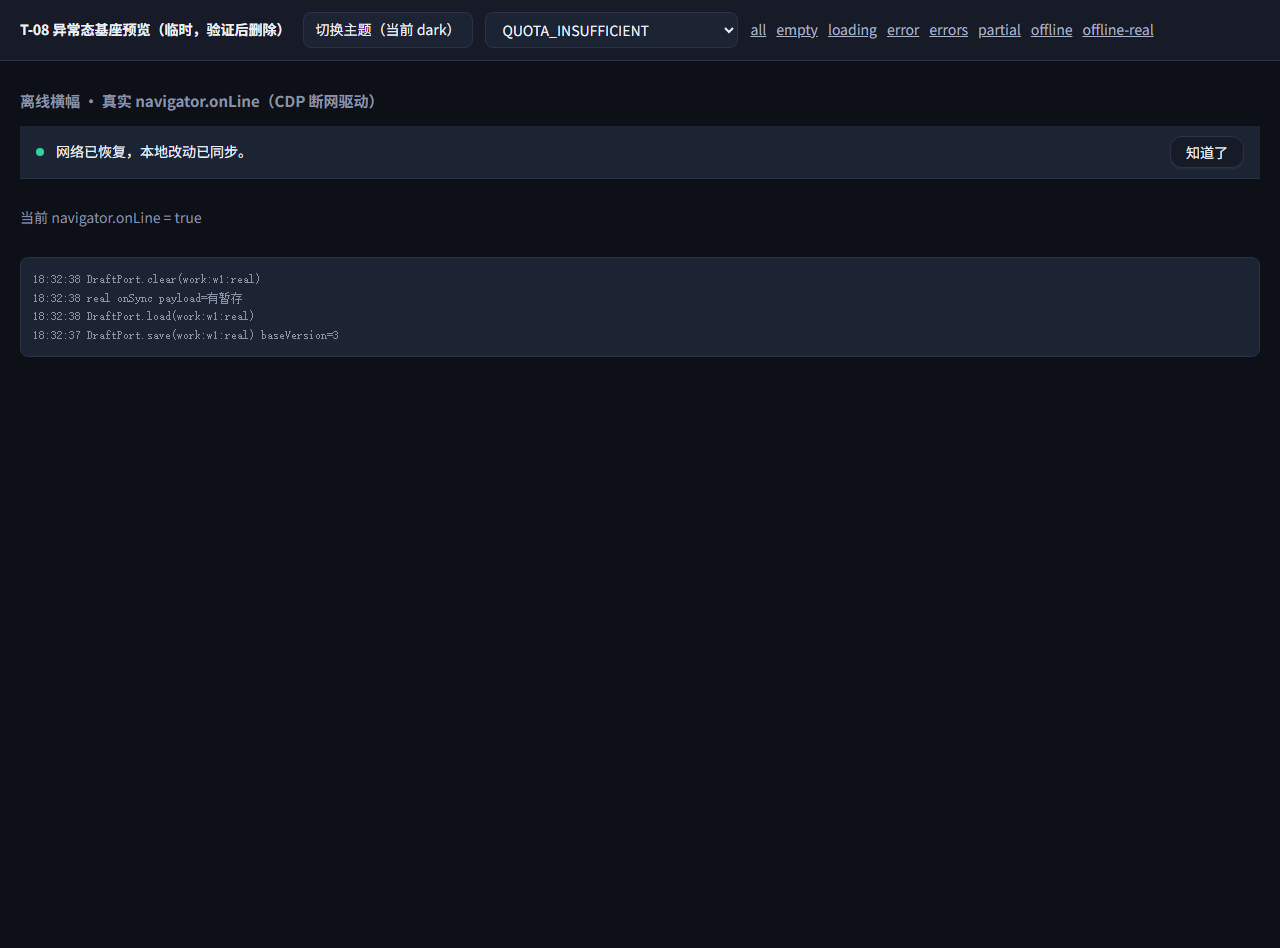 T-08 异常态基座预览（临时，验证后删除） 切换主题（当前 dark） QUOTA_INSUFFICIENT all empty loading error errors partial offline offline-real
离线横幅 · 真实 navigator.onLine（CDP 断网驱动）
网络已恢复，本地改动已同步。 知道了
当前 navigator.onLine = true
18:32:38 DraftPort.clear(work:w1:real)
18:32:38 real onSync payload=有暂存
18:32:38 DraftPort.load(work:w1:real)
18:32:37 DraftPort.save(work:w1:real) baseVersion=3